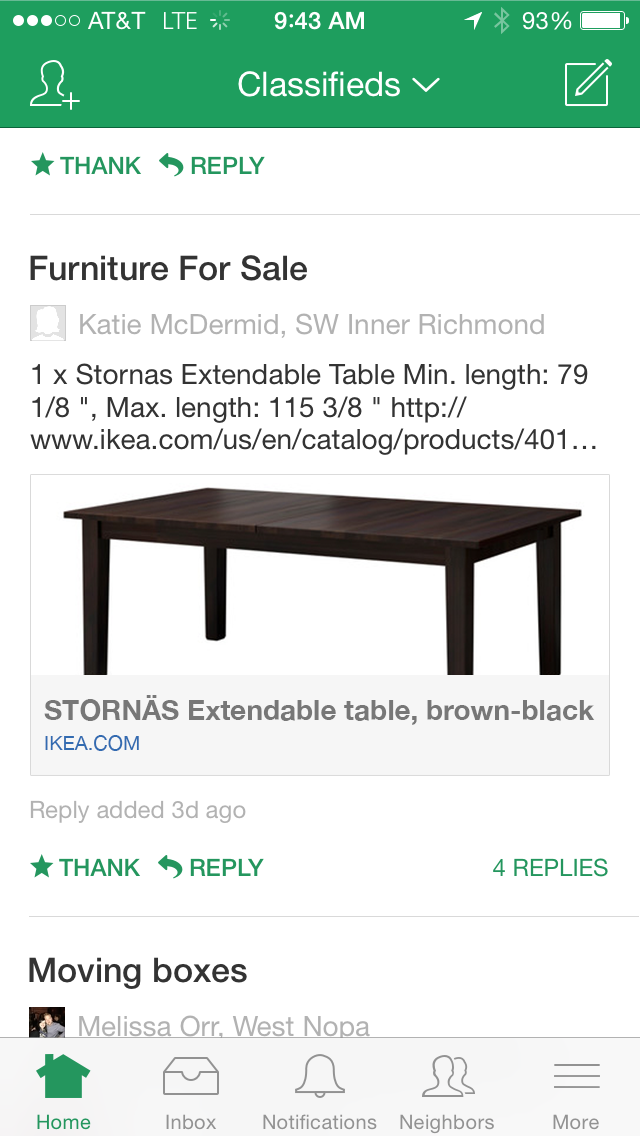 AT&T LTE 9:43 AM 93%
Classifieds
THANK REPLY
Furniture For Sale
Katie McDermid, SW Inner Richmond
1 x Stornas Extendable Table Min. length: 79
1/8 ", Max. length: 115 3/8 " http://
www.ikea.com/us/en/catalog/products/401...
STORNÄS Extendable table, brown-black
IKEA.COM
Reply added 3d ago
THANK REPLY 4 REPLIES
Moving boxes
Melissa Orr, West Nopa
Home Inbox Notifications Neighbors More